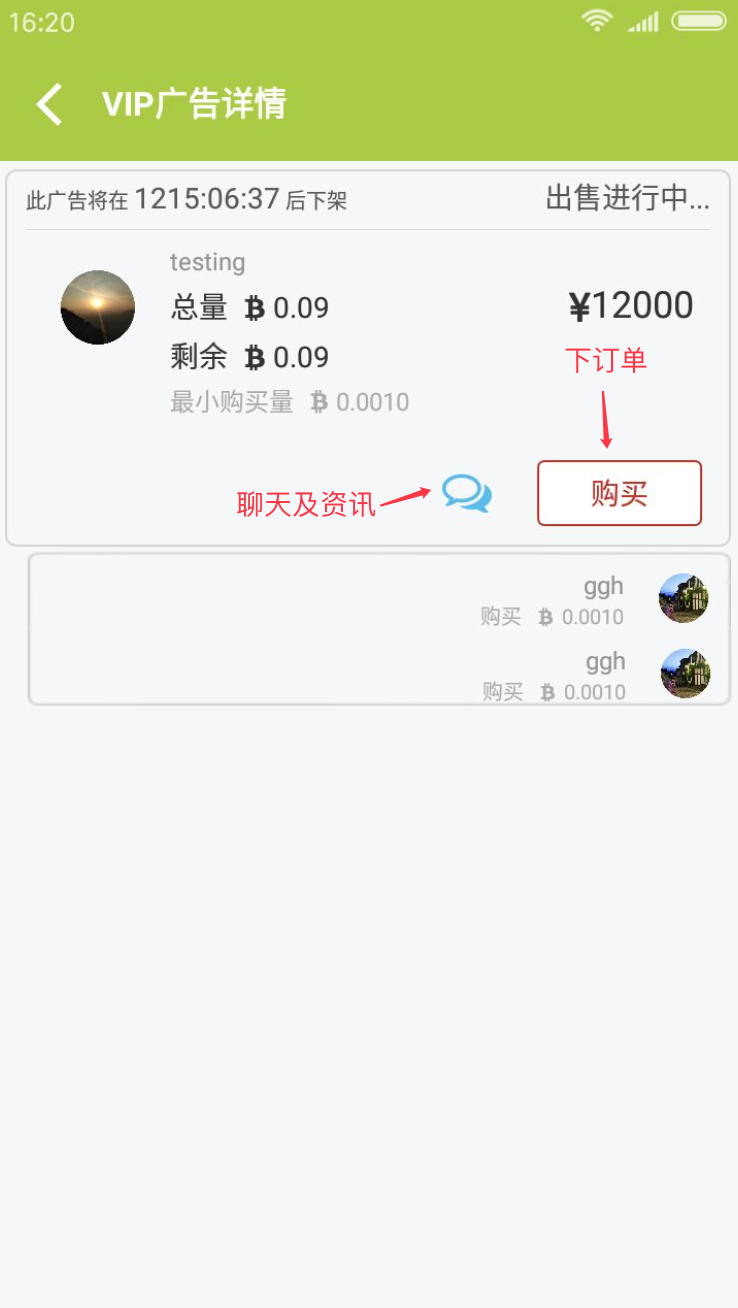 16:20
VIP广告详情
此广告将在 1215:06:37 后下架 出售进行中...
testing
总量 ₿ 0.09 ¥12000
剩余 ₿ 0.09 下订单
最小购买量 ₿ 0.0010
聊天及资讯 购买
ggh
购买 ₿ 0.0010
ggh
购买 ₿ 0.0010